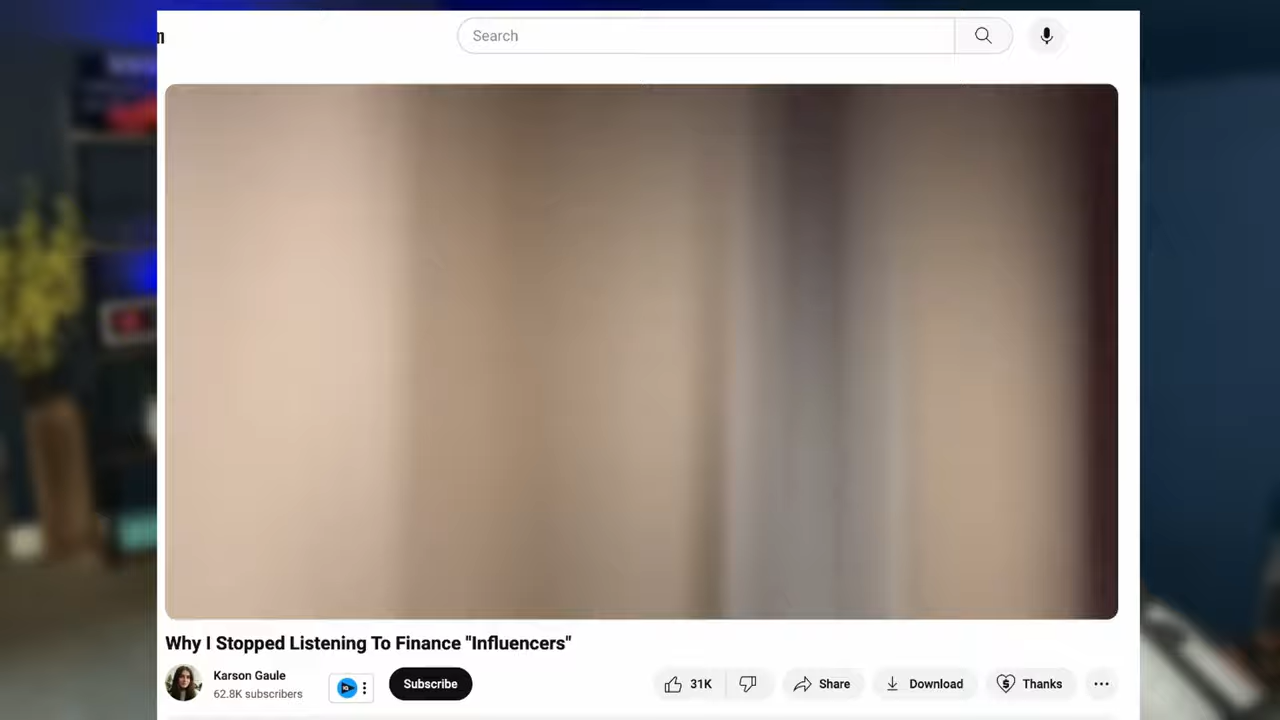 Search
Why I Stopped Listening To Finance "Influencers"
Karson Gaule
62.8K subscribers
Subscribe
31K
Share
Download
Thanks